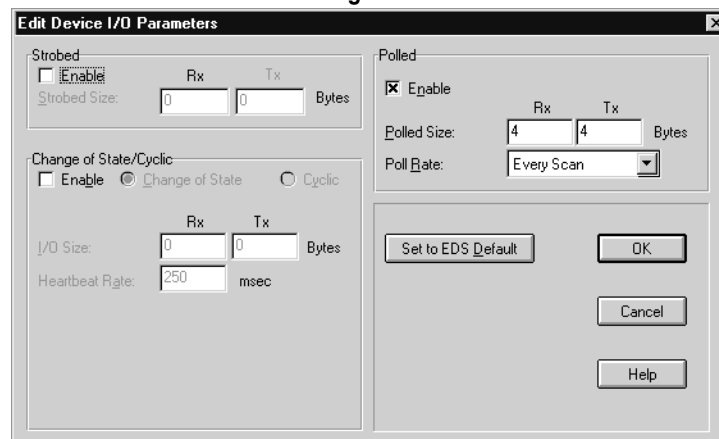 Edit Device I/O Parameters
Strobed
Enable
Rx
Tx
Strobed Size:
0
0
Bytes
Change of State/Cyclic
Enable
Change of State
Cyclic
Rx
Tx
I/O Size:
0
0
Bytes
Heartbeat Rate:
250
msec
Polled
Enable
Rx
Tx
Polled Size:
4
4
Bytes
Poll Rate:
Every Scan
Set to EDS Default
OK
Cancel
Help